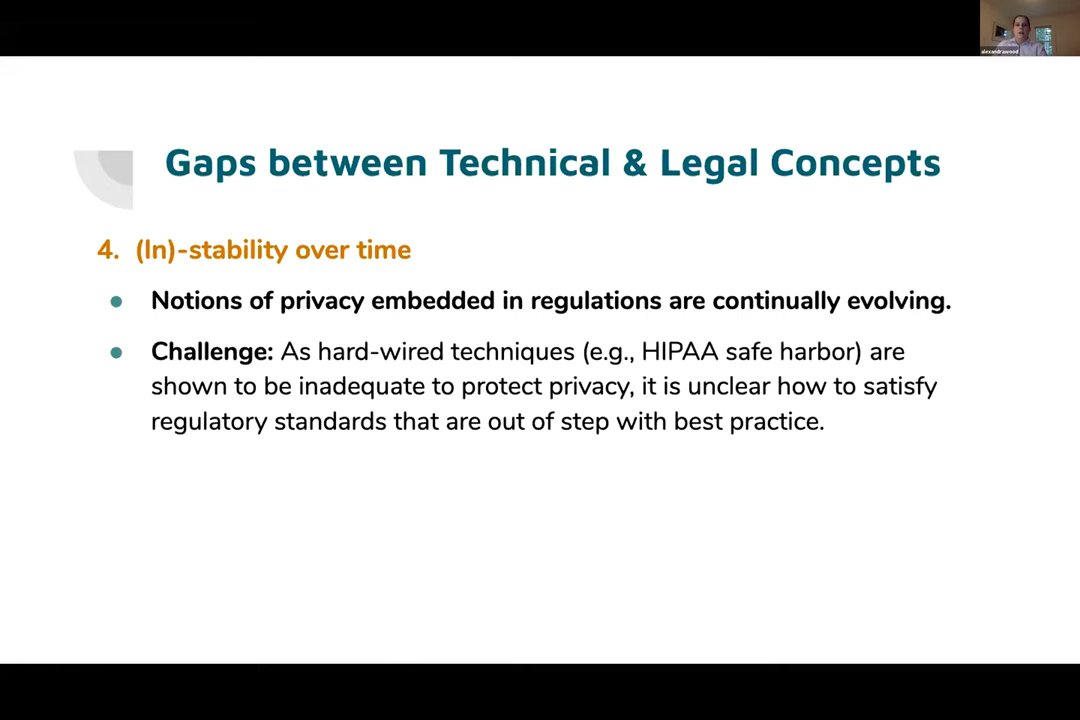 alexandrawood
Gaps between Technical & Legal Concepts
4. (In)-stability over time
● Notions of privacy embedded in regulations are continually evolving.
● Challenge: As hard-wired techniques (e.g., HIPAA safe harbor) are
shown to be inadequate to protect privacy, it is unclear how to satisfy
regulatory standards that are out of step with best practice.